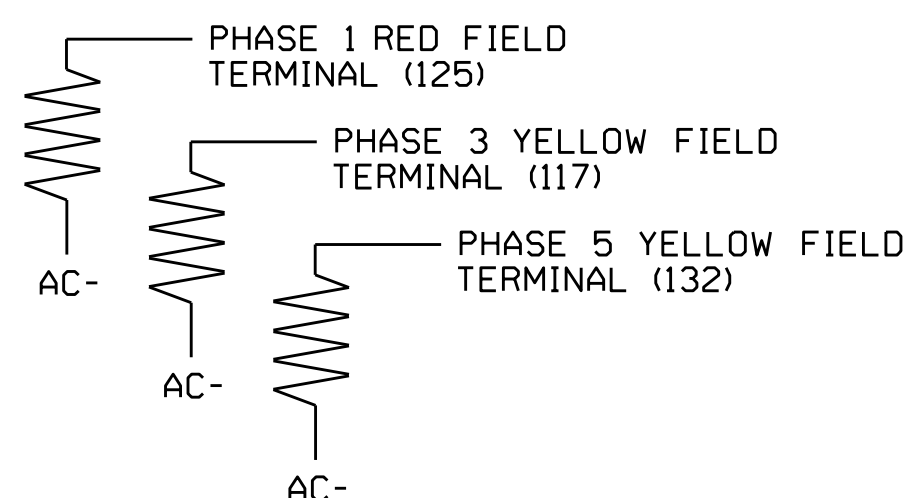 PHASE 1 RED FIELD
TERMINAL (125)
AC-
PHASE 3 YELLOW FIELD
TERMINAL (117)
AC-
PHASE 5 YELLOW FIELD
TERMINAL (132)
AC-